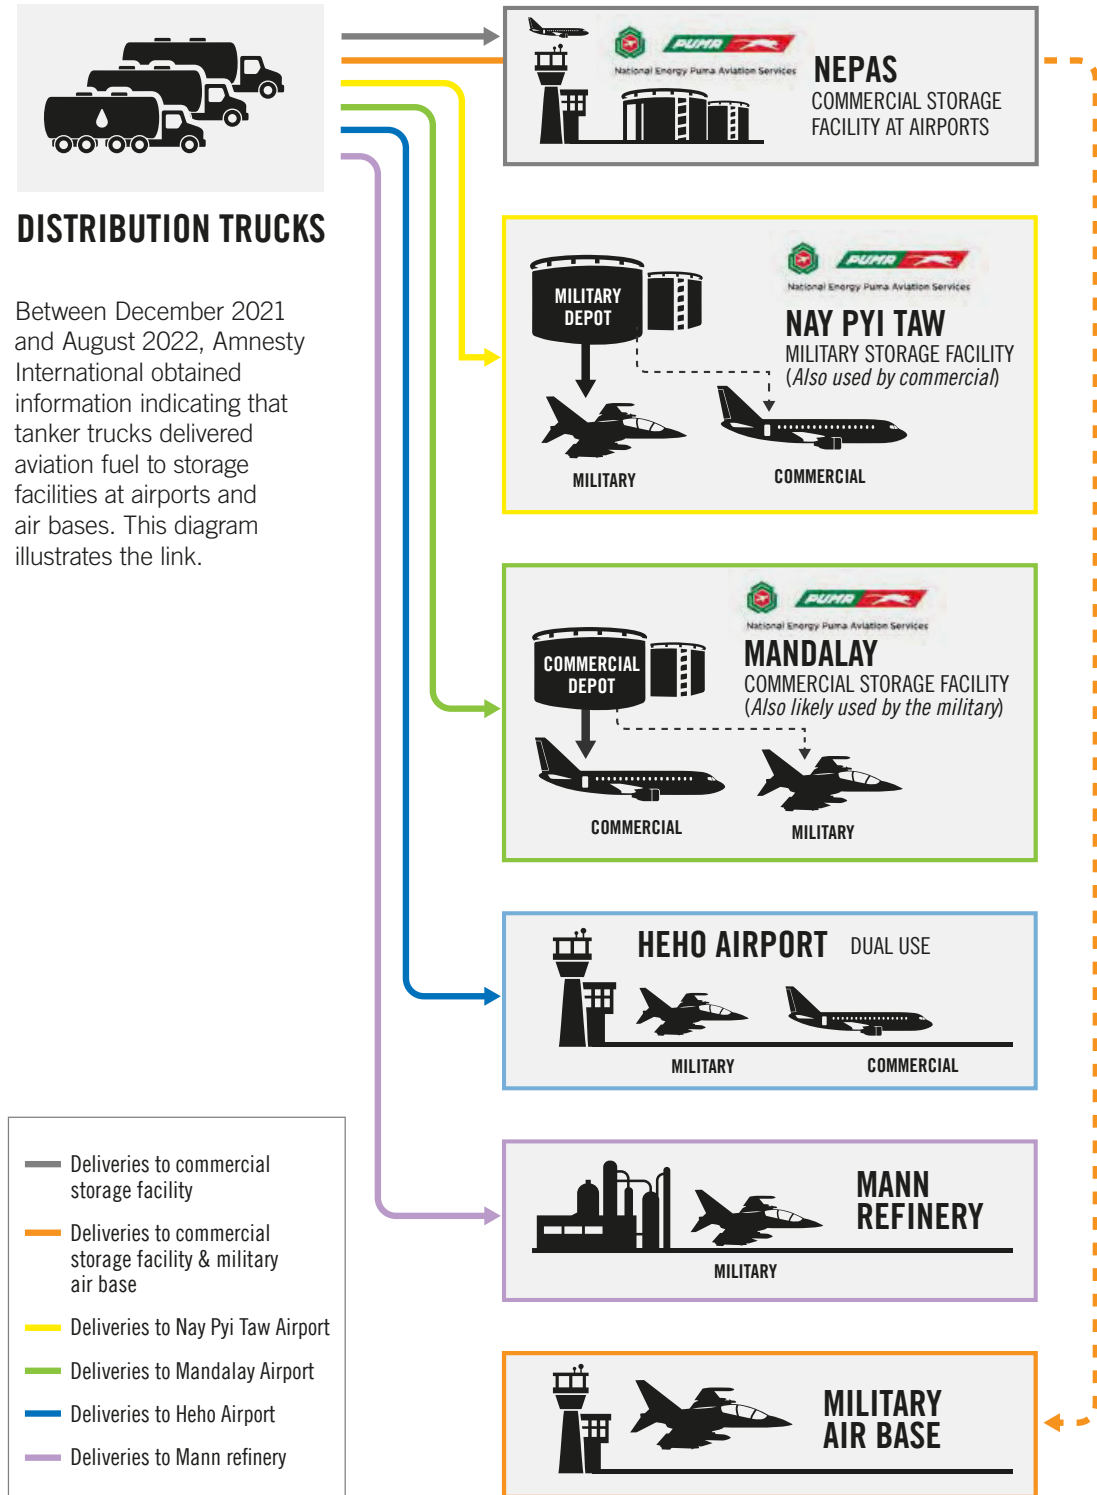 DISTRIBUTION TRUCKS
Between December 2021
and August 2022, Amnesty
International obtained
information indicating that
tanker trucks delivered
aviation fuel to storage
facilities at airports and
air bases. This diagram
illustrates the link.
PUMA
National Energy Puma Aviation Services
NEPAS
COMMERCIAL STORAGE
FACILITY AT AIRPORTS
PUMA
National Energy Puma Aviation Services
MILITARY
DEPOT
NAY PYI TAW
MILITARY STORAGE FACILITY
(Also used by commercial)
MILITARY
COMMERCIAL
PUMA
National Energy Puma Aviation Services
COMMERCIAL
DEPOT
MANDALAY
COMMERCIAL STORAGE FACILITY
(Also likely used by the military)
COMMERCIAL
MILITARY
HEHO AIRPORT DUAL USE
MILITARY
COMMERCIAL
MANN
REFINERY
MILITARY
MILITARY
AIR BASE
Deliveries to commercial
storage facility
Deliveries to commercial
storage facility & military
air base
Deliveries to Nay Pyi Taw Airport
Deliveries to Mandalay Airport
Deliveries to Heho Airport
Deliveries to Mann refinery